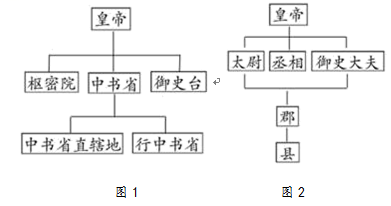 皇帝
枢密院 中书省 御史台
中书省直辖地 行中书省
图1
皇帝
太尉 丞相 御史大夫
郡
县
图2